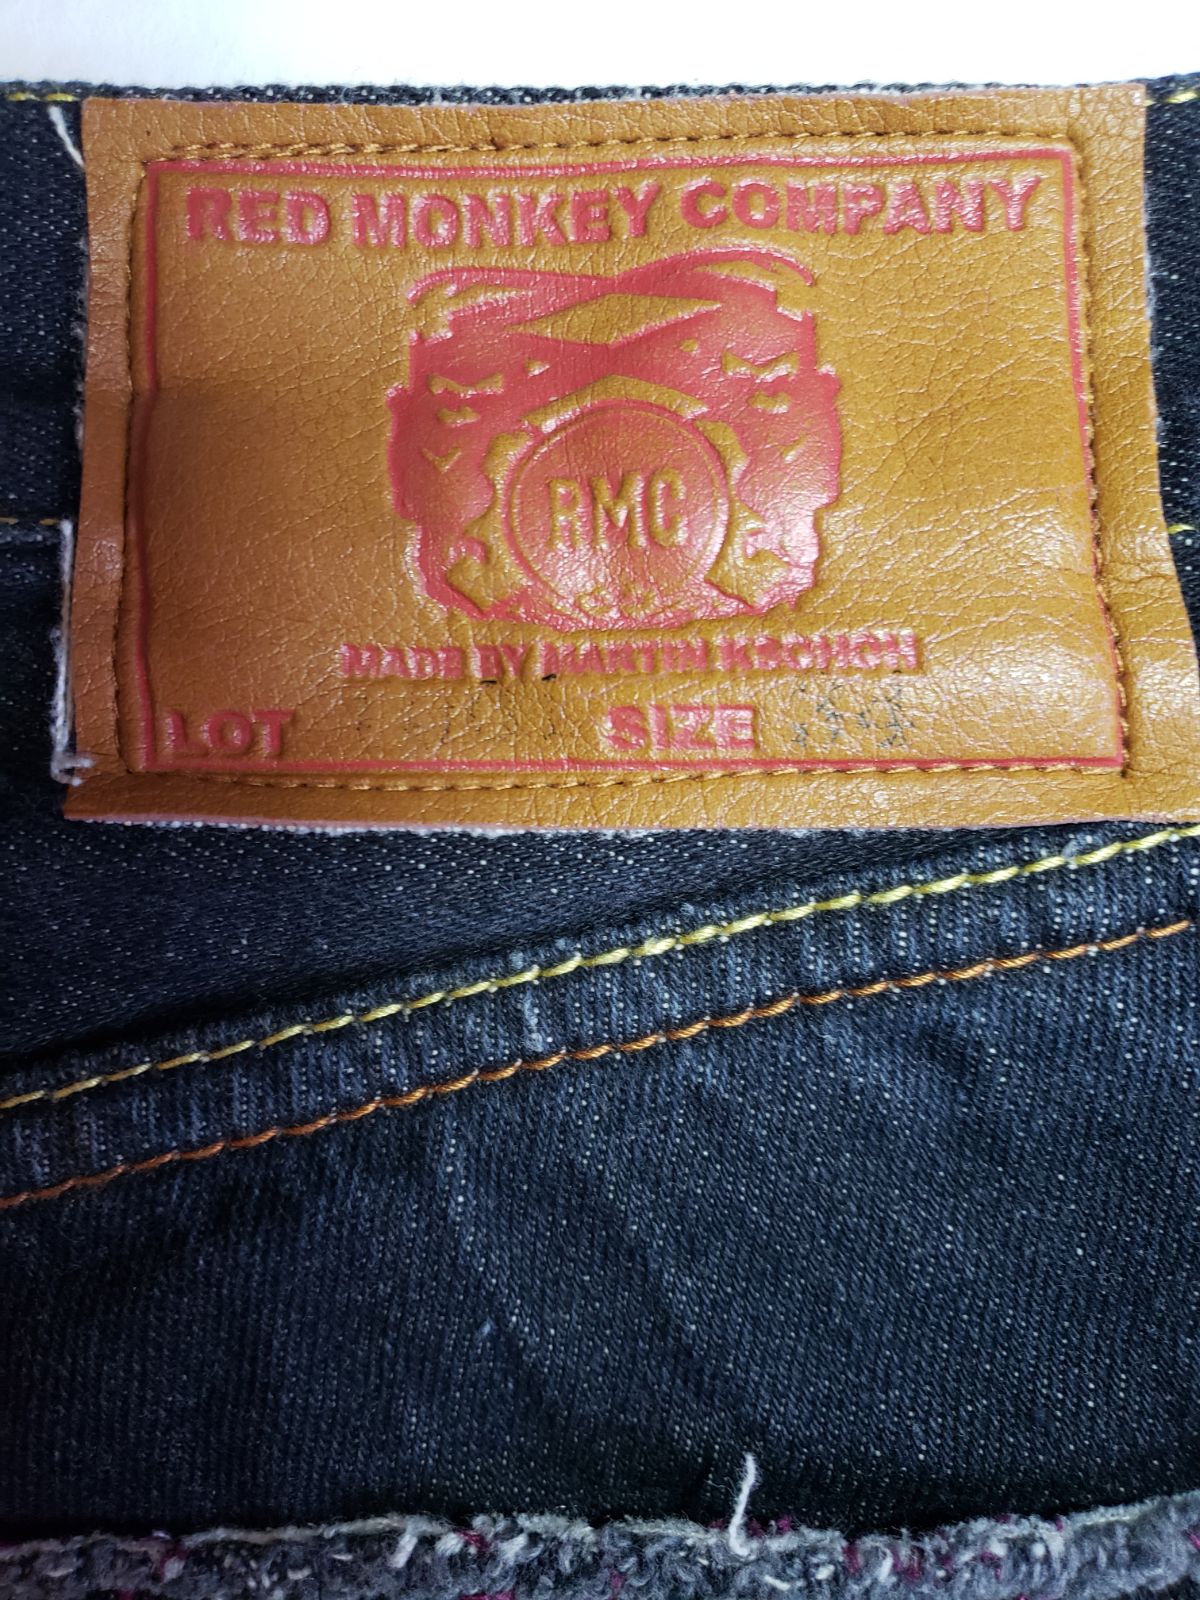 RED MONKEY COMPANY
RMC
MADE BY MARTIN KSOHOH
LOT SIZE